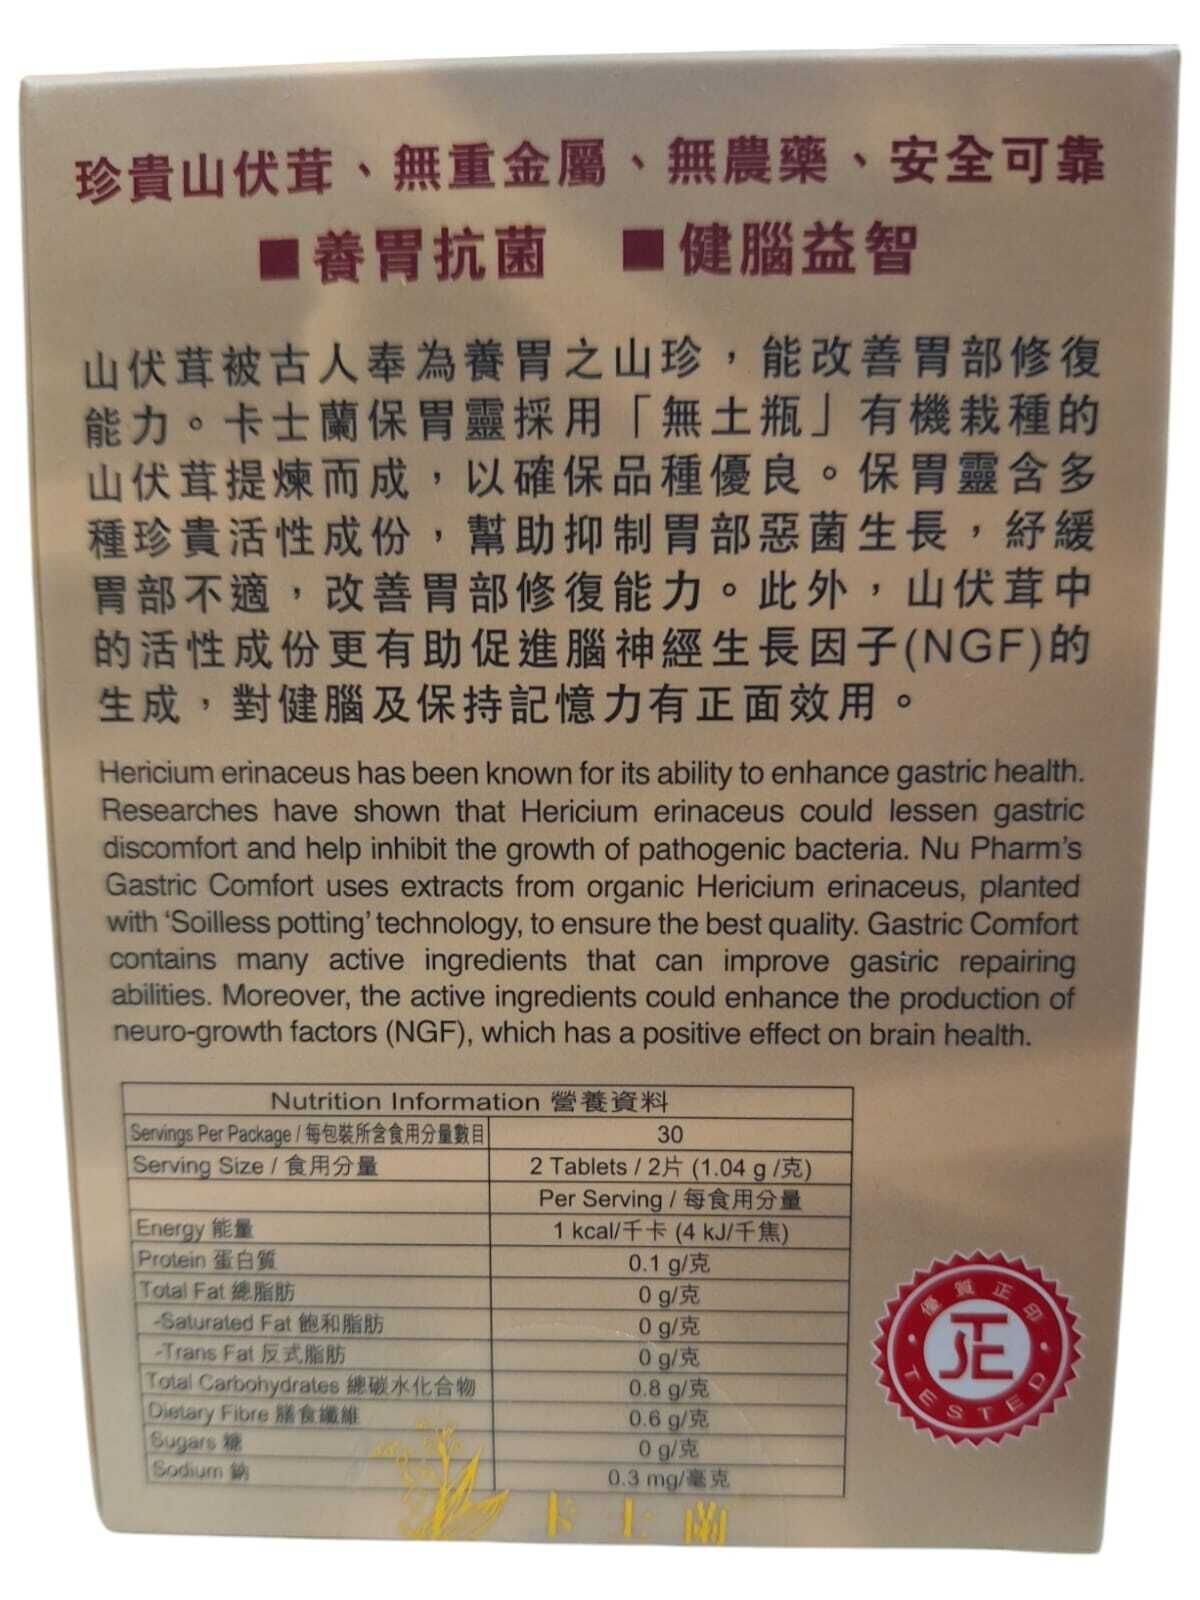 珍貴山伏茸、無重金屬、無農藥、安全可靠
■養胃抗菌 ■健腦益智
山伏茸被古人奉為養胃之山珍，能改善胃部修復
能力。卡士蘭保胃靈採用「無土瓶」有機栽種的
山伏茸提煉而成，以確保品種優良。保胃靈含多
種珍貴活性成份，幫助抑制胃部惡菌生長，紓緩
胃部不適，改善胃部修復能力。此外，山伏茸中
的活性成份更有助促進腦神經生長因子(NGF)的
生成，對健腦及保持記憶力有正面效用。
Hericium erinaceus has been known for its ability to enhance gastric health.
Researches have shown that Hericium erinaceus could lessen gastric
discomfort and help inhibit the growth of pathogenic bacteria. Nu Pharm's
Gastric Comfort uses extracts from organic Hericium erinaceus, planted
with 'Soilless potting' technology, to ensure the best quality. Gastric Comfort
contains many active ingredients that can improve gastric repairing
abilities. Moreover, the active ingredients could enhance the production of
neuro-growth factors (NGF), which has a positive effect on brain health.
Nutrition Information 營養資料
Servings Per Package / 每包裝所含食用分量數目 30
Serving Size / 食用分量 2 Tablets / 2片 (1.04 g /克)
Per Serving / 每食用分量
Energy 能量 1 kcal/千卡 (4 kJ/千焦)
Protein 蛋白質 0.1 g/克
Total Fat 總脂肪 0 g/克
-Saturated Fat 飽和脂肪 0 g/克
-Trans Fat 反式脂肪 0 g/克
Total Carbohydrates 總碳水化合物 0.8 g/克
Dietary Fibre 膳食纖維 0.6 g/克
Sugars 糖 0 g/克
Sodium 鈉 0.3 mg/毫克
優質正印
正
TESTED
卡士蘭